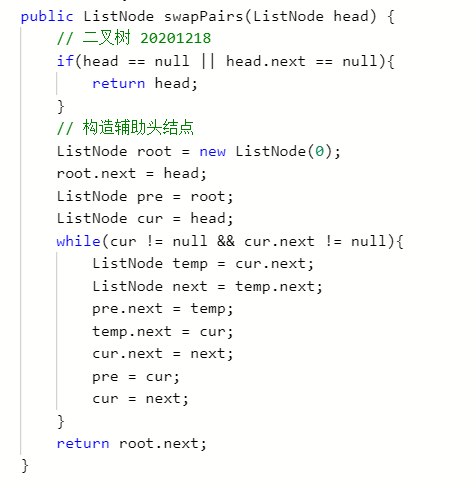 public ListNode swapPairs(ListNode head) {
    // 二叉树 20201218
    if(head == null || head.next == null){
        return head;
    }
    // 构造辅助头结点
    ListNode root = new ListNode(0);
    root.next = head;
    ListNode pre = root;
    ListNode cur = head;
    while(cur != null && cur.next != null){
        ListNode temp = cur.next;
        ListNode next = temp.next;
        pre.next = temp;
        temp.next = cur;
        cur.next = next;
        pre = cur;
        cur = next;
    }
    return root.next;
}